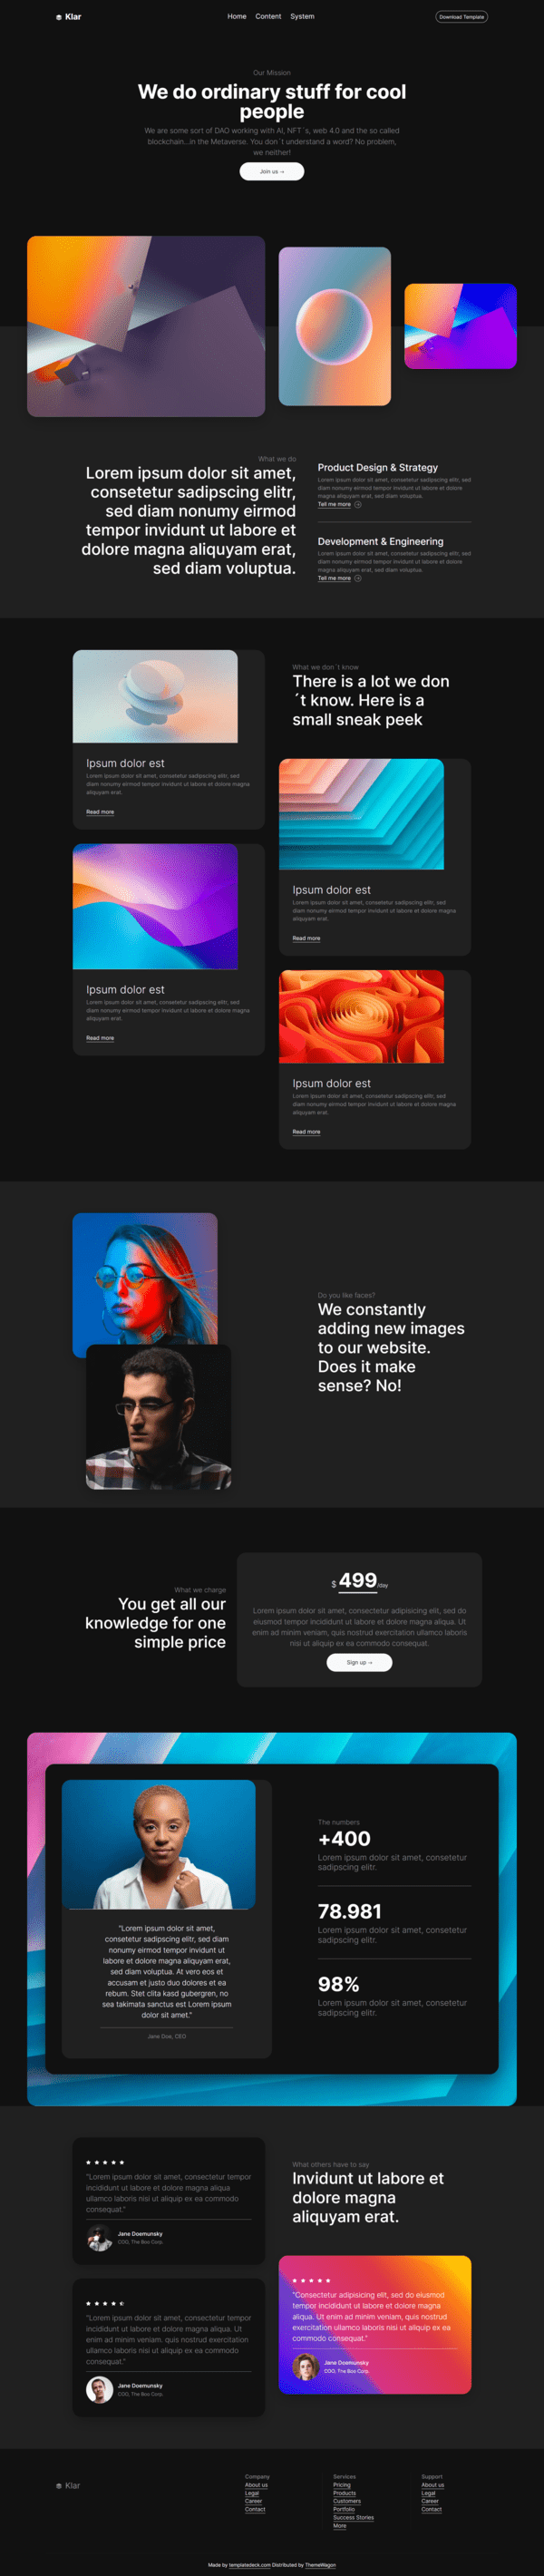 Klar
Home Content System
Download Template
Our Mission
We do ordinary stuff for cool
people
We are some sort of DAO working with AI, NFT´s, web 4.0 and the so called
blockchain...in the Metaverse. You don´t understand a word? No problem,
we neither!
Join us →
What we do
Lorem ipsum dolor sit amet,
consetetur sadipscing elitr,
sed diam nonumy eirmod
tempor invidunt ut labore et
dolore magna aliquyam erat,
sed diam voluptua.
Product Design & Strategy
Lorem ipsum dolor sit amet, consetetur sadipscing elitr, sed
diam nonumy eirmod tempor invidunt ut labore et dolore
magna aliquyam erat, sed diam voluptua.
Tell me more
Development & Engineering
Lorem ipsum dolor sit amet, consetetur sadipscing elitr, sed
diam nonumy eirmod tempor invidunt ut labore et dolore
magna aliquyam erat, sed diam voluptua.
Tell me more
What we don´t know
There is a lot we don
´t know. Here is a
small sneak peek
Ipsum dolor est
Lorem ipsum dolor sit amet, consetetur sadipscing elitr, sed
diam nonumy eirmod tempor invidunt ut labore et dolore magna
aliquyam erat.
Read more
Ipsum dolor est
Lorem ipsum dolor sit amet, consetetur sadipscing elitr, sed
diam nonumy eirmod tempor invidunt ut labore et dolore magna
aliquyam erat.
Read more
Ipsum dolor est
Lorem ipsum dolor sit amet, consetetur sadipscing elitr, sed
diam nonumy eirmod tempor invidunt ut labore et dolore magna
aliquyam erat.
Read more
Ipsum dolor est
Lorem ipsum dolor sit amet, consetetur sadipscing elitr, sed
diam nonumy eirmod tempor invidunt ut labore et dolore magna
aliquyam erat.
Read more
Do you like faces?
We constantly
adding new images
to our website.
Does it make
sense? No!
What we charge
You get all our
knowledge for one
simple price
$ 499/day
Lorem ipsum dolor sit amet, consectetur adipisicing elit, sed do
eiusmod tempor incididunt ut labore et dolore magna aliqua. Ut
enim ad minim veniam, quis nostrud exercitation ullamco laboris
nisi ut aliquip ex ea commodo consequat.
Sign up →
"Lorem ipsum dolor sit amet,
consetetur sadipscing elitr, sed diam
nonumy eirmod tempor invidunt ut
labore et dolore magna aliquyam erat,
sed diam voluptua. At vero eos et
accusam et justo duo dolores et ea
rebum. Stet clita kasd gubergren, no
sea takimata sanctus est Lorem ipsum
dolor sit amet."
Jane Doe, CEO
The numbers
+400
Lorem ipsum dolor sit amet, consetetur
sadipscing elitr.
78.981
Lorem ipsum dolor sit amet, consetetur
sadipscing elitr.
98%
Lorem ipsum dolor sit amet, consetetur
sadipscing elitr.
What others have to say
Invidunt ut labore et
dolore magna
aliquyam erat.
"Lorem ipsum dolor sit amet, consectetur tempor
incididunt ut labore et dolore magna aliqua
ullamco laboris nisi ut aliquip ex ea commodo
consequat."
Jane Doemunsky
COO, The Boo Corp.
"Lorem ipsum dolor sit amet, consectetur tempor
incididunt ut labore et dolore magna aliqua. Ut
enim ad minim veniam. quis nostrud exercitation
ullamco laboris nisi ut aliquip ex ea commodo
consequat."
Jane Doemunsky
COO, The Boo Corp.
"Consectetur adipisicing elit, sed do eiusmod
tempor incididunt ut labore et dolore magna
aliqua. Ut enim ad minim veniam, quis nostrud
exercitation ullamco laboris nisi ut aliquip ex ea
commodo consequat."
Jane Doemunsky
COO, The Boo Corp.
Klar
Company
About us
Legal
Career
Contact
Services
Pricing
Products
Customers
Portfolio
Success Stories
More
Support
About us
Legal
Career
Contact
Made by templatedeck.com Distributed by ThemeWagon